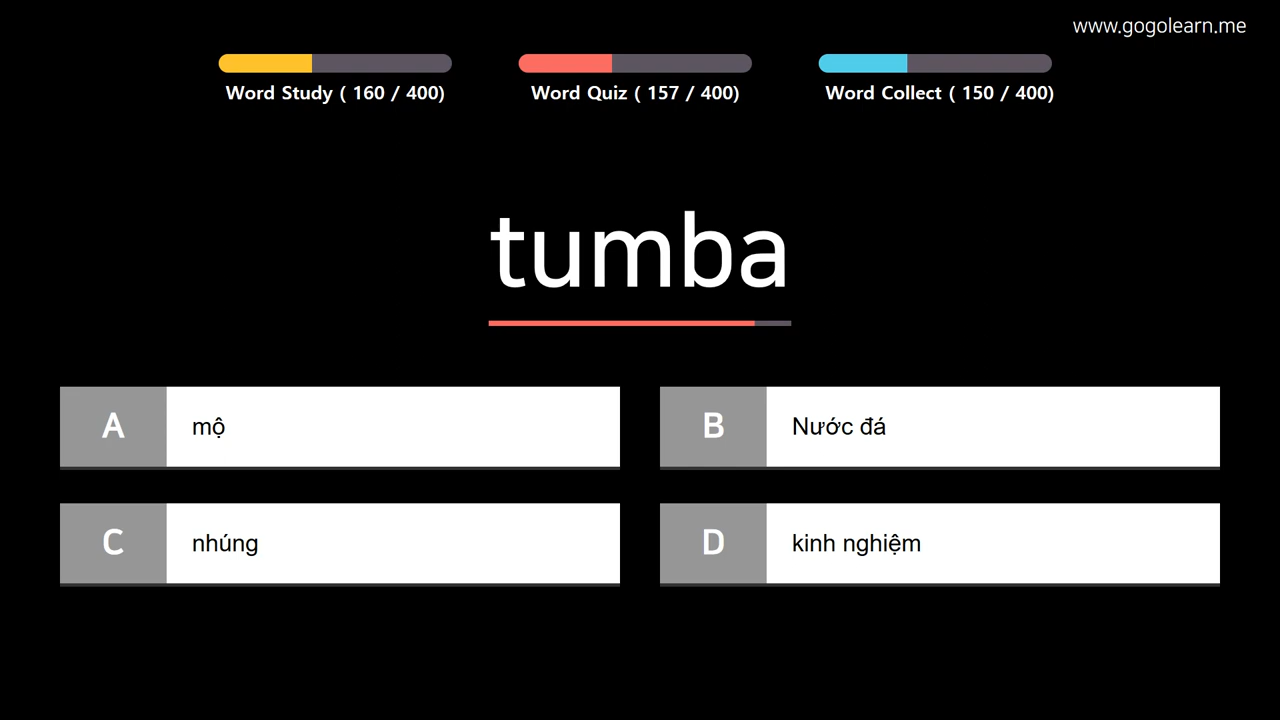 www.gogolearn.me
Word Study ( 160 / 400)
Word Quiz ( 157 / 400)
Word Collect ( 150 / 400)
tumba
A
mộ
B
Nước đá
C
nhúng
D
kinh nghiệm